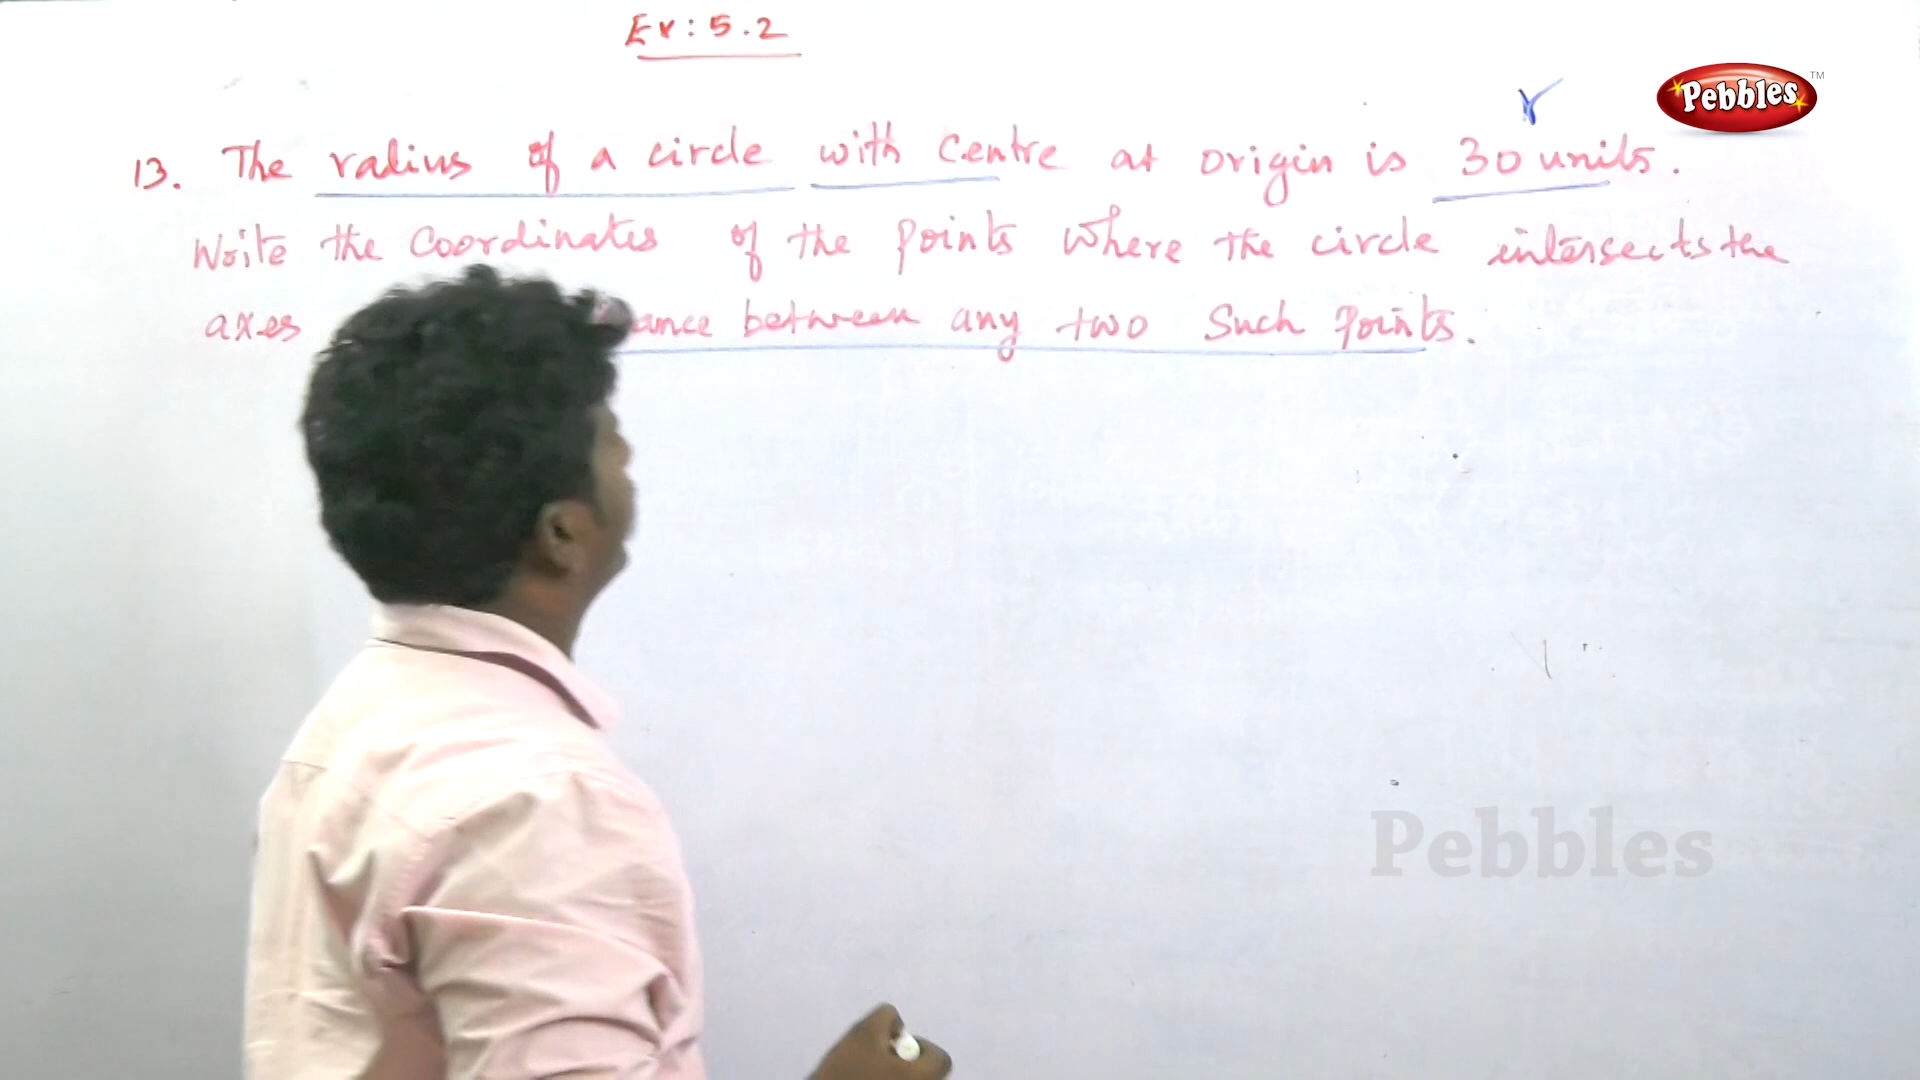 Ex: 5.2
r
Pebbles TM
13. The radius of a circle with centre at origin is 30 units.
Write the Coordinates of the points where the circle intersects the
axes ance between any two Such points.
Pebbles